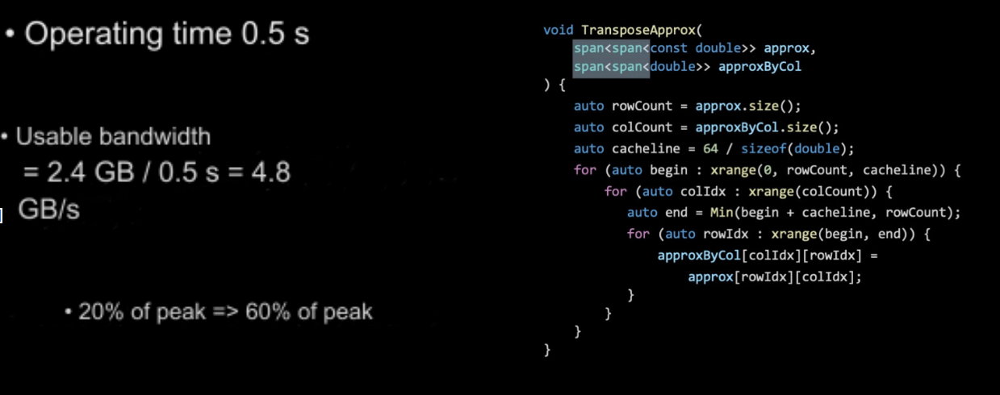 • Operating time 0.5 s
• Usable bandwidth
= 2.4 GB / 0.5 s = 4.8
GB/s
• 20% of peak => 60% of peak
void TransposeApprox(
span<span<const double>> approx,
span<span<double>> approxByCol
) {
auto rowCount = approx.size();
auto colCount = approxByCol.size();
auto cacheline = 64 / sizeof(double);
for (auto begin : xrange(0, rowCount, cacheline)) {
for (auto colIdx : xrange(colCount)) {
auto end = Min(begin + cacheline, rowCount);
for (auto rowIdx : xrange(begin, end)) {
approxByCol[colIdx][rowIdx] =
approx[rowIdx][colIdx];
}
}
}
}